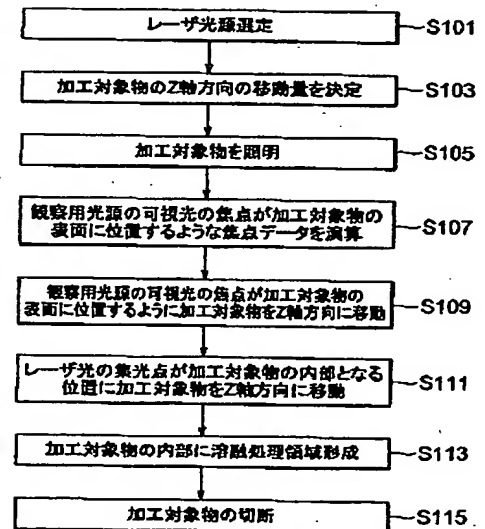 レーザ光源選定
S101
加工対象物のZ軸方向の移動量を決定
S103
加工対象物を照明
S105
観察用光源の可視光の焦点が加工対象物の
表面に位置するような焦点データを演算
S107
観察用光源の可視光の焦点が加工対象物の
表面に位置するように加工対象物をZ軸方向に移動
S109
レーザ光の集光点が加工対象物の内部となる
位置に加工対象物をZ軸方向に移動
S111
加工対象物の内部に溶融処理領域形成
S113
加工対象物の切断
S115